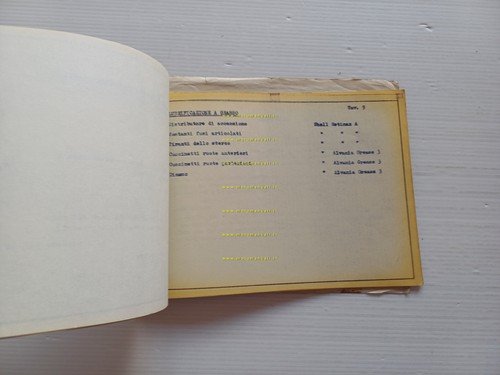 Tav. 5
LUBRIFICAZIONE A GRASSO
Distributore di accensione Shell Retinax A
Montanti fusi articolati " " "
Tiranti dello sterzo " " "
Cuscinetti ruote anteriori " Alvania Grease 3
Cuscinetti ruote posteriori " Alvania Grease 3
Dinamo " Alvania Grease 3